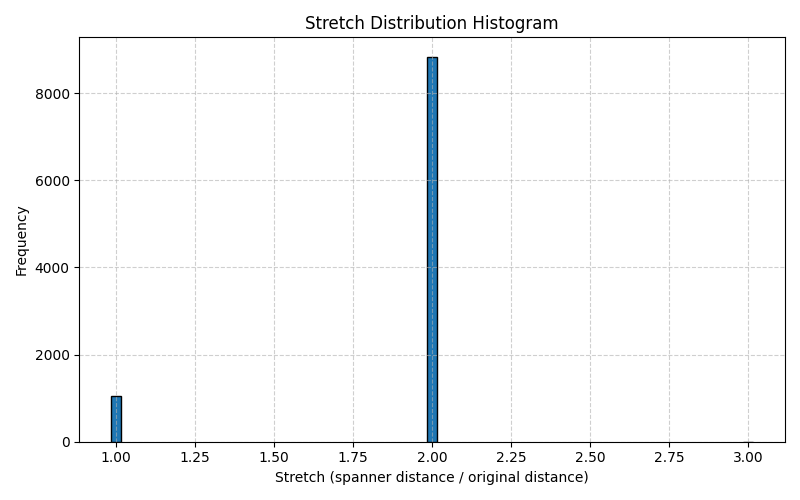 Stretch Distribution Histogram
Frequency
8000
6000
4000
2000
0
1.00 1.25 1.50 1.75 2.00 2.25 2.50 2.75 3.00
Stretch (spanner distance / original distance)